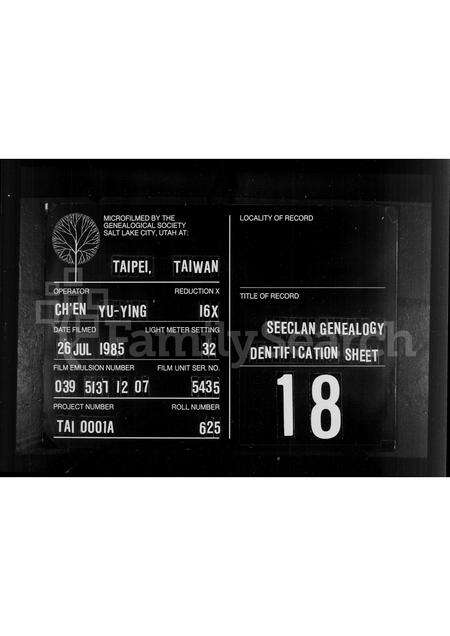 MICROFILMED BY THE
GENEALOGICAL SOCIETY
SALT LAKE CITY, UTAH AT:
TAIPEI, TAIWAN
OPERATOR REDUCTION X
CH'EN YU-YING 16X
DATE FILMED LIGHT METER SETTING
26 JUL 1985 32
FILM EMULSION NUMBER FILM UNIT SER. NO.
039 5137 12 07 5435
PROJECT NUMBER ROLL NUMBER
TAI 0001A 625
LOCALITY OF RECORD
TITLE OF RECORD
SEECLAN GENEALOGY
DENTIFICATION SHEET
18
FamilySearch